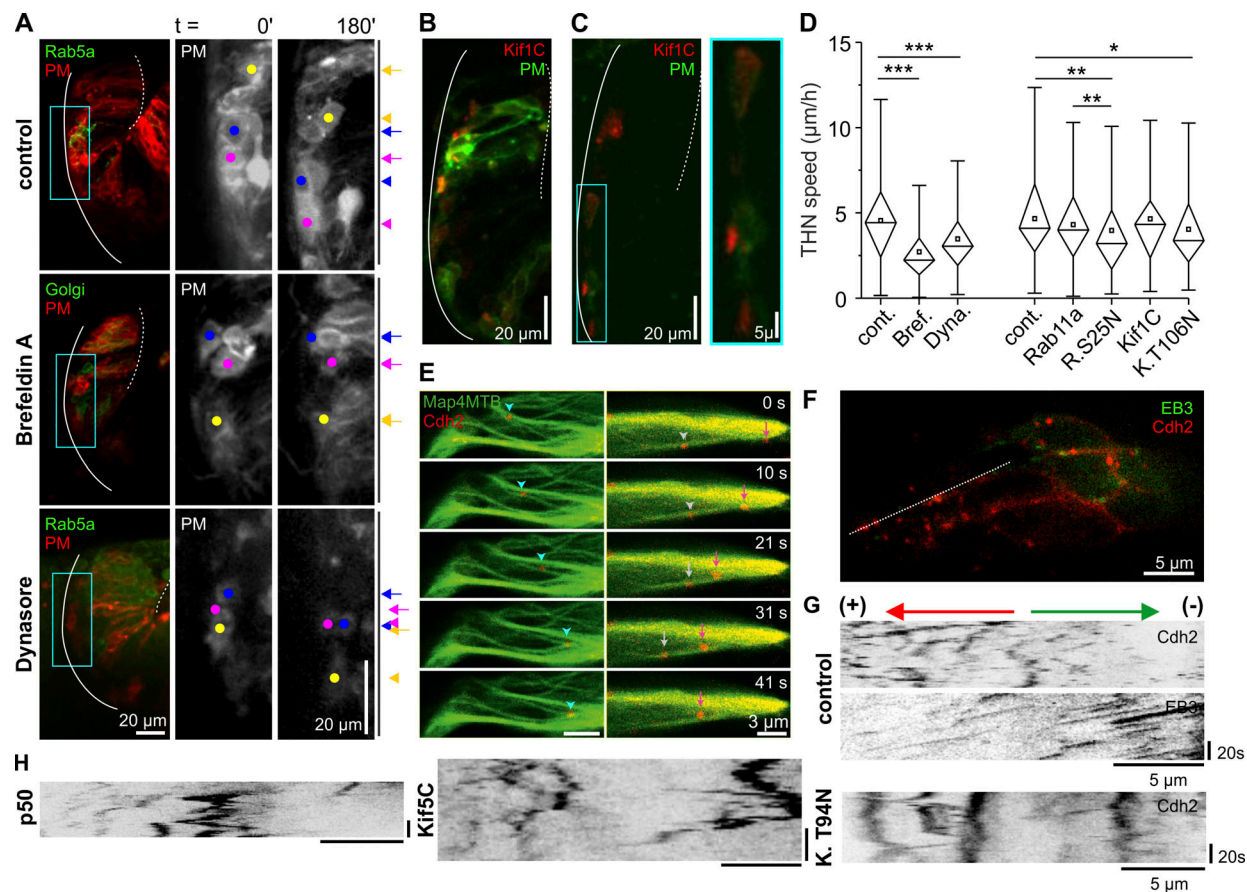 A
t = 0' 180'
control
Rab5a
PM
PM
Brefeldin A
Golgi
PM
PM
Dynasore
Rab5a
PM
PM
20 µm
20 µm
B
Kif1C
PM
20 µm
C
Kif1C
PM
20 µm
5µ
D
THN speed (µm/h)
15
10
5
0
*** *
*** **
**
cont.
Bref.
Dyna.
cont.
Rab11a
R.S25N
Kif1C
K.T106N
E
Map4MTB
Cdh2
0 s
10 s
21 s
31 s
41 s
3 µm
F
EB3
Cdh2
5 µm
G
(+) (-)
control
Cdh2
EB3
20s
5 µm
K. T94N
Cdh2
20s
5 µm
H
p50
Kif5C